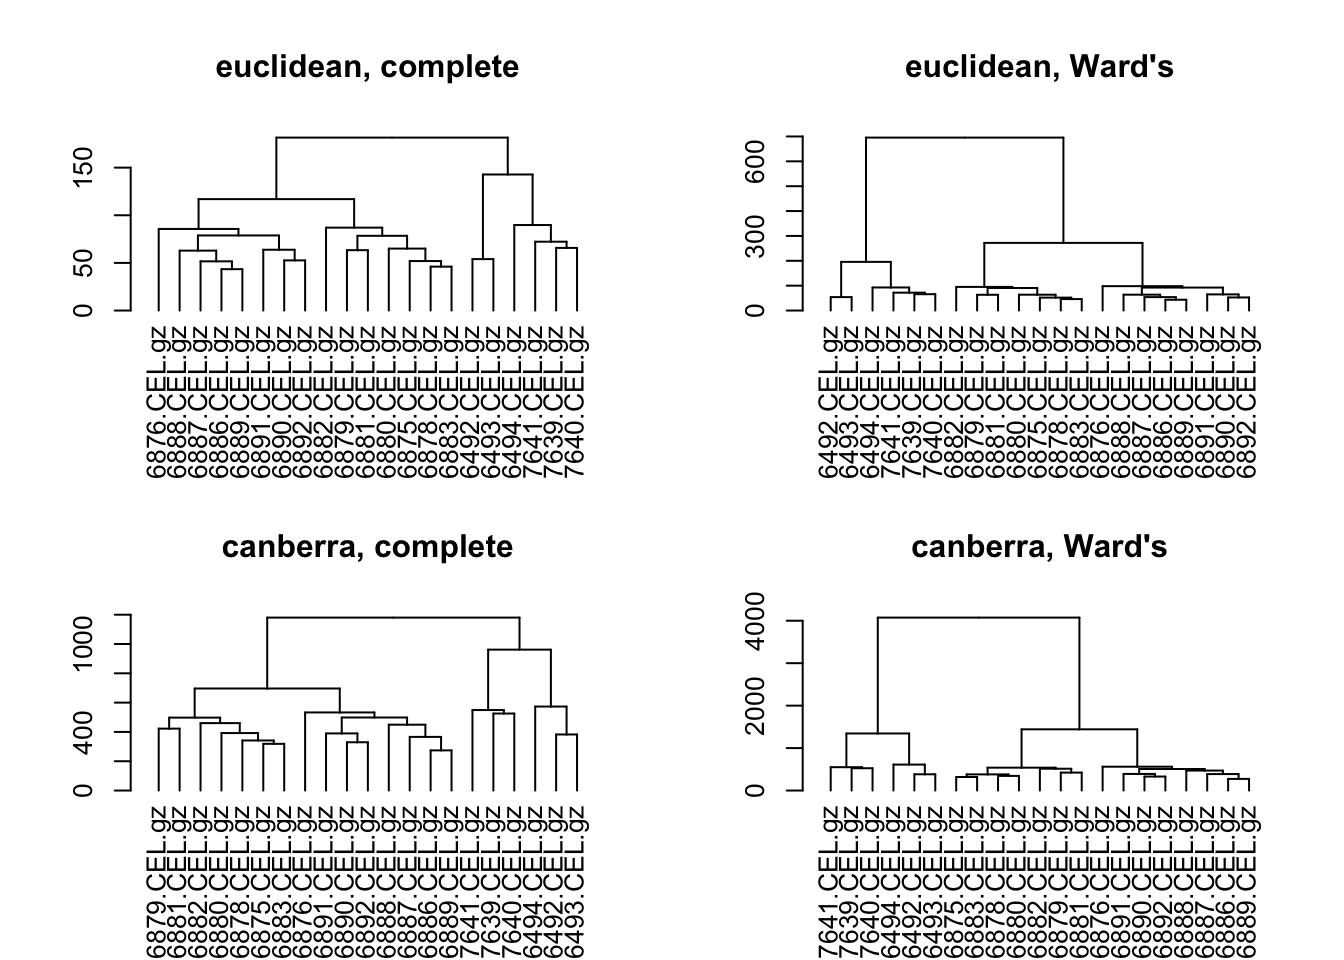 euclidean, complete
0
50
150
6876.CEL.gz
6888.CEL.gz
6887.CEL.gz
6886.CEL.gz
6889.CEL.gz
6891.CEL.gz
6890.CEL.gz
6892.CEL.gz
6882.CEL.gz
6879.CEL.gz
6881.CEL.gz
6880.CEL.gz
6875.CEL.gz
6878.CEL.gz
6883.CEL.gz
6492.CEL.gz
6493.CEL.gz
6494.CEL.gz
7641.CEL.gz
7639.CEL.gz
7640.CEL.gz
euclidean, Ward's
0
300
600
6492.CEL.gz
6493.CEL.gz
6494.CEL.gz
7641.CEL.gz
7639.CEL.gz
7640.CEL.gz
6882.CEL.gz
6879.CEL.gz
6881.CEL.gz
6880.CEL.gz
6875.CEL.gz
6878.CEL.gz
6883.CEL.gz
6876.CEL.gz
6888.CEL.gz
6887.CEL.gz
6886.CEL.gz
6889.CEL.gz
6891.CEL.gz
6890.CEL.gz
6892.CEL.gz
canberra, complete
0
400
1000
6879.CEL.gz
6881.CEL.gz
6882.CEL.gz
6880.CEL.gz
6878.CEL.gz
6875.CEL.gz
6883.CEL.gz
6876.CEL.gz
6891.CEL.gz
6890.CEL.gz
6892.CEL.gz
6888.CEL.gz
6887.CEL.gz
6886.CEL.gz
6889.CEL.gz
7641.CEL.gz
7639.CEL.gz
7640.CEL.gz
6494.CEL.gz
6492.CEL.gz
6493.CEL.gz
canberra, Ward's
0
2000
4000
7641.CEL.gz
7639.CEL.gz
7640.CEL.gz
6494.CEL.gz
6492.CEL.gz
6493.CEL.gz
6875.CEL.gz
6883.CEL.gz
6878.CEL.gz
6880.CEL.gz
6882.CEL.gz
6879.CEL.gz
6881.CEL.gz
6876.CEL.gz
6891.CEL.gz
6890.CEL.gz
6892.CEL.gz
6888.CEL.gz
6887.CEL.gz
6886.CEL.gz
6889.CEL.gz